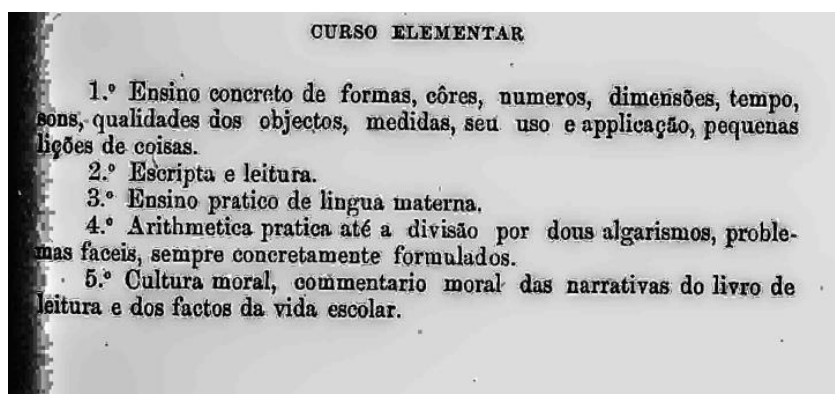 CURSO ELEMENTAR
1.º Ensino concreto de formas, côres, numeros, dimensões, tempo,
sons, qualidades dos objectos, medidas, seu uso e applicação, pequenas
lições de coisas.
2.º Escripta e leitura.
3.º Ensino pratico de lingua materna.
4.º Arithmetica pratica até a divisão por dous algarismos, proble-
mas faceis, sempre concretamente formulados.
5.º Cultura moral, commentario moral das narrativas do livro de
leitura e dos factos da vida escolar.